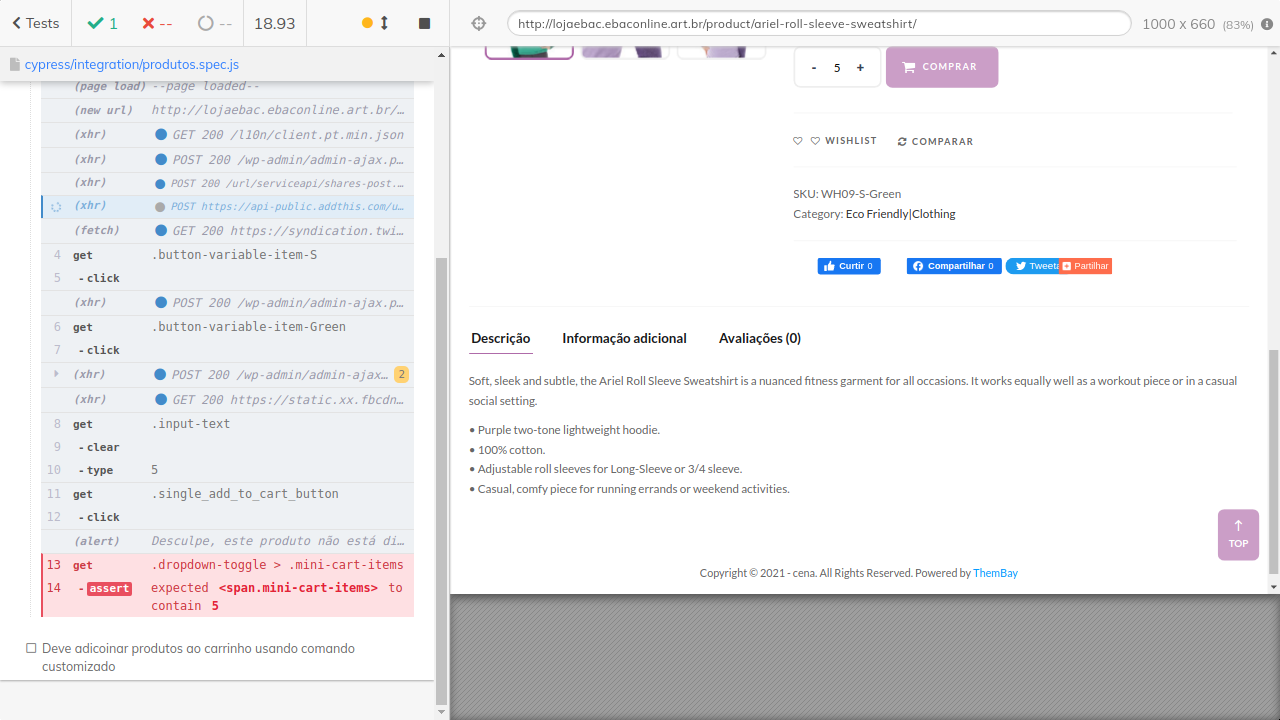 Tests
1
--
--
18.93
http://lojaebac.ebaconline.art.br/product/ariel-roll-sleeve-sweatshirt/
1000 x 660 (83%)
cypress/integration/produtos.spec.js
(page load) --page loaded--
(new url) http://lojaebac.ebaconline.art.br/…
(xhr) GET 200 /l10n/client.pt.min.json
(xhr) POST 200 /wp-admin/admin-ajax.p…
(xhr) POST 200 /url/serviceapi/shares-post.…
(xhr) POST https://api-public.addthis.com/u…
(fetch) GET 200 https://syndication.twi…
4 get .button-variable-item-S
5 -click
(xhr) POST 200 /wp-admin/admin-ajax.p…
6 get .button-variable-item-Green
7 -click
(xhr) POST 200 /wp-admin/admin-ajax… 2
(xhr) GET 200 https://static.xx.fbcdn…
8 get .input-text
9 -clear
10 -type 5
11 get .single_add_to_cart_button
12 -click
(alert) Desculpe, este produto não está di…
13 get .dropdown-toggle > .mini-cart-items
14 -assert expected <span.mini-cart-items> to
contain 5
Deve adicoinar produtos ao carrinho usando comando
customizado
- 5 +
COMPRAR
WISHLIST
COMPARAR
SKU: WH09-S-Green
Category: Eco Friendly|Clothing
Curtir 0
Compartilhar 0
Tweeta
Partilhar
Descrição
Informação adicional
Avaliações (0)
Soft, sleek and subtle, the Ariel Roll Sleeve Sweatshirt is a nuanced fitness garment for all occasions. It works equally well as a workout piece or in a casual
social setting.
• Purple two-tone lightweight hoodie.
• 100% cotton.
• Adjustable roll sleeves for Long-Sleeve or 3/4 sleeve.
• Casual, comfy piece for running errands or weekend activities.
TOP
Copyright © 2021 - cena. All Rights Reserved. Powered by ThemBay